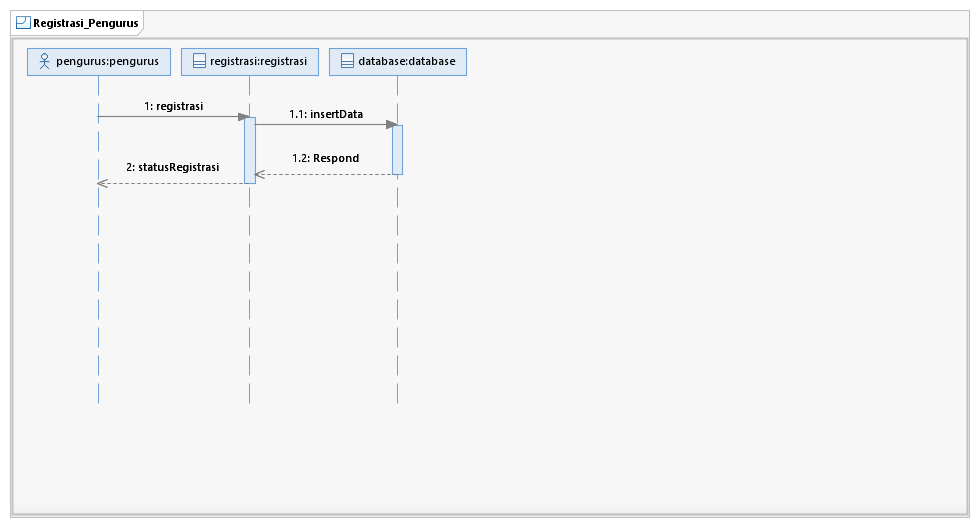 Registrasi_Pengurus
pengurus:pengurus
registrasi:registrasi
database:database
1: registrasi
1.1: insertData
1.2: Respond
2: statusRegistrasi